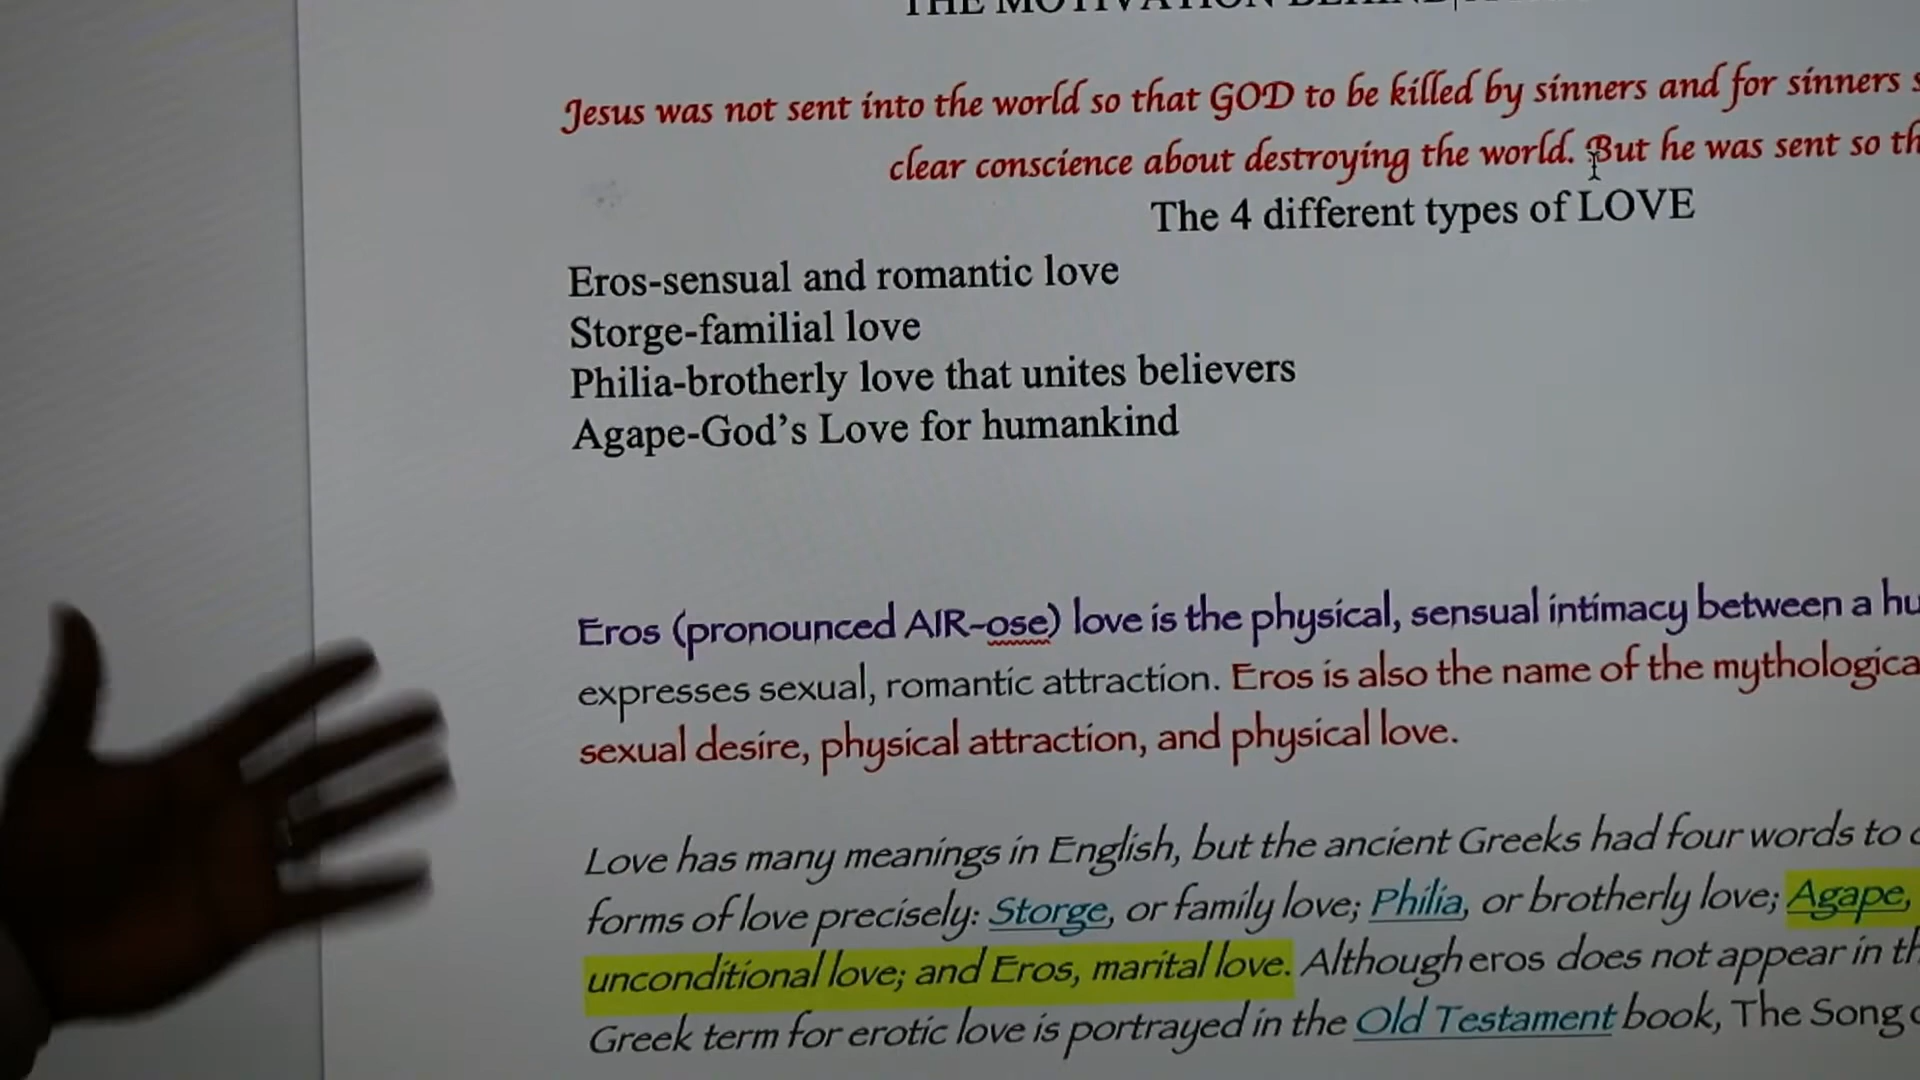 THE MOTIVATION BEHIND
Jesus was not sent into the world so that GOD to be killed by sinners and for sinners
clear conscience about destroying the world. But he was sent so
The 4 different types of LOVE
Eros-sensual and romantic love
Storge-familial love
Philia-brotherly love that unites believers
Agape-God’s Love for humankind
Eros (pronounced AIR-ose) love is the physical, sensual intimacy between a
expresses sexual, romantic attraction. Eros is also the name of the
sexual desire, physical attraction, and physical love.
Love has many meanings in English, but the ancient Greeks had four words to
forms of love precisely: Storge, or family love; Philia, or brotherly love; Agape,
unconditional love; and Eros, marital love. Although eros does not appear in
Greek term for erotic love is portrayed in the Old Testament book, The Song